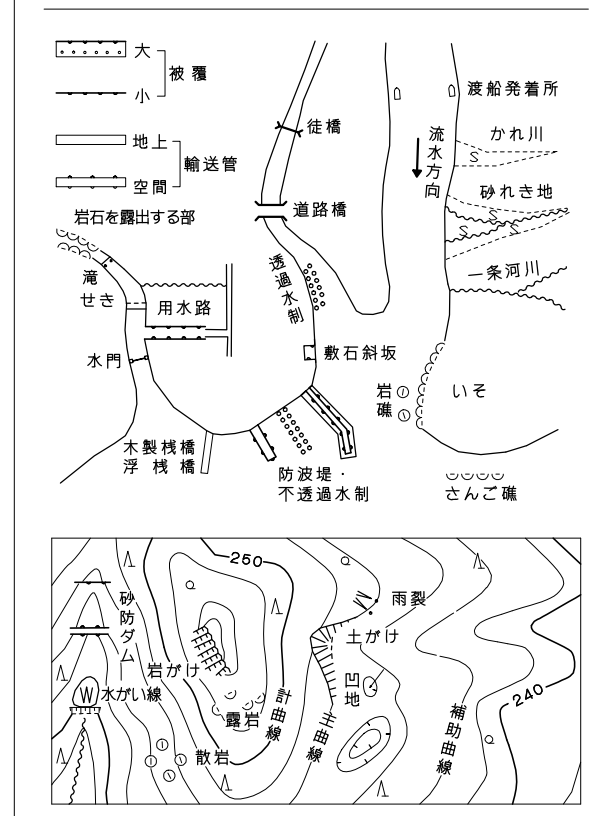 大
被覆
小
渡船発着所
徒橋
流水方向
かれ川
地上
輸送管
空間
砂れき地
道路橋
岩石を露出する部
透過水制
一条河川
滝
せき
用水路
敷石斜坂
水門
岩礁
いそ
木製桟橋
浮桟橋
防波堤・
不透過水制
さんご礁
250
砂防ダム
雨裂
土がけ
岩がけ
凹地
W
水がい線
露岩
計曲線
主曲線
補助曲線
240
散岩